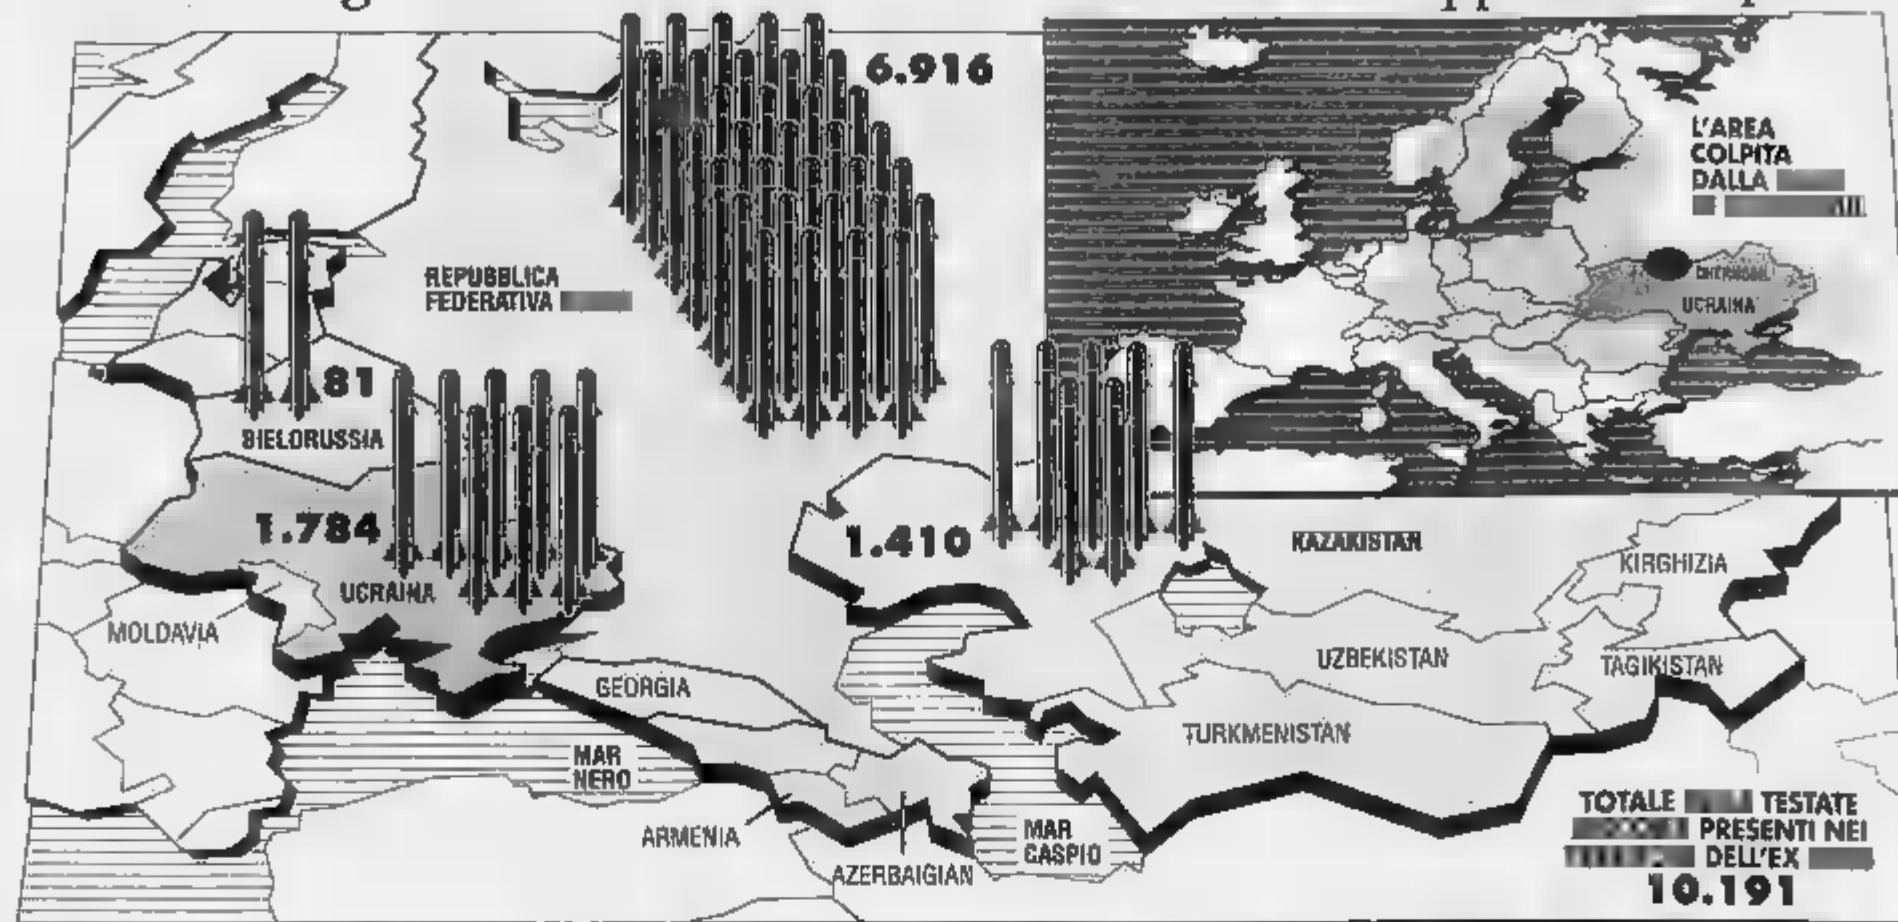 6.916
L'AREA
COLPITA
DALLA
CHERNOBIL
UCRAINA
REPUBBLICA
FEDERATIVA
81
BIELORUSSIA
1.784
UCRAINA
1.410
KAZAKISTAN
KIRGHIZIA
MOLDAVIA
UZBEKISTAN
TAGIKISTAN
GEORGIA
TURKMENISTAN
MAR
NERO
ARMENIA
AZERBAIGIAN
MAR
CASPIO
TOTALE TESTATE
PRESENTI NEI
DELL'EX
10.191